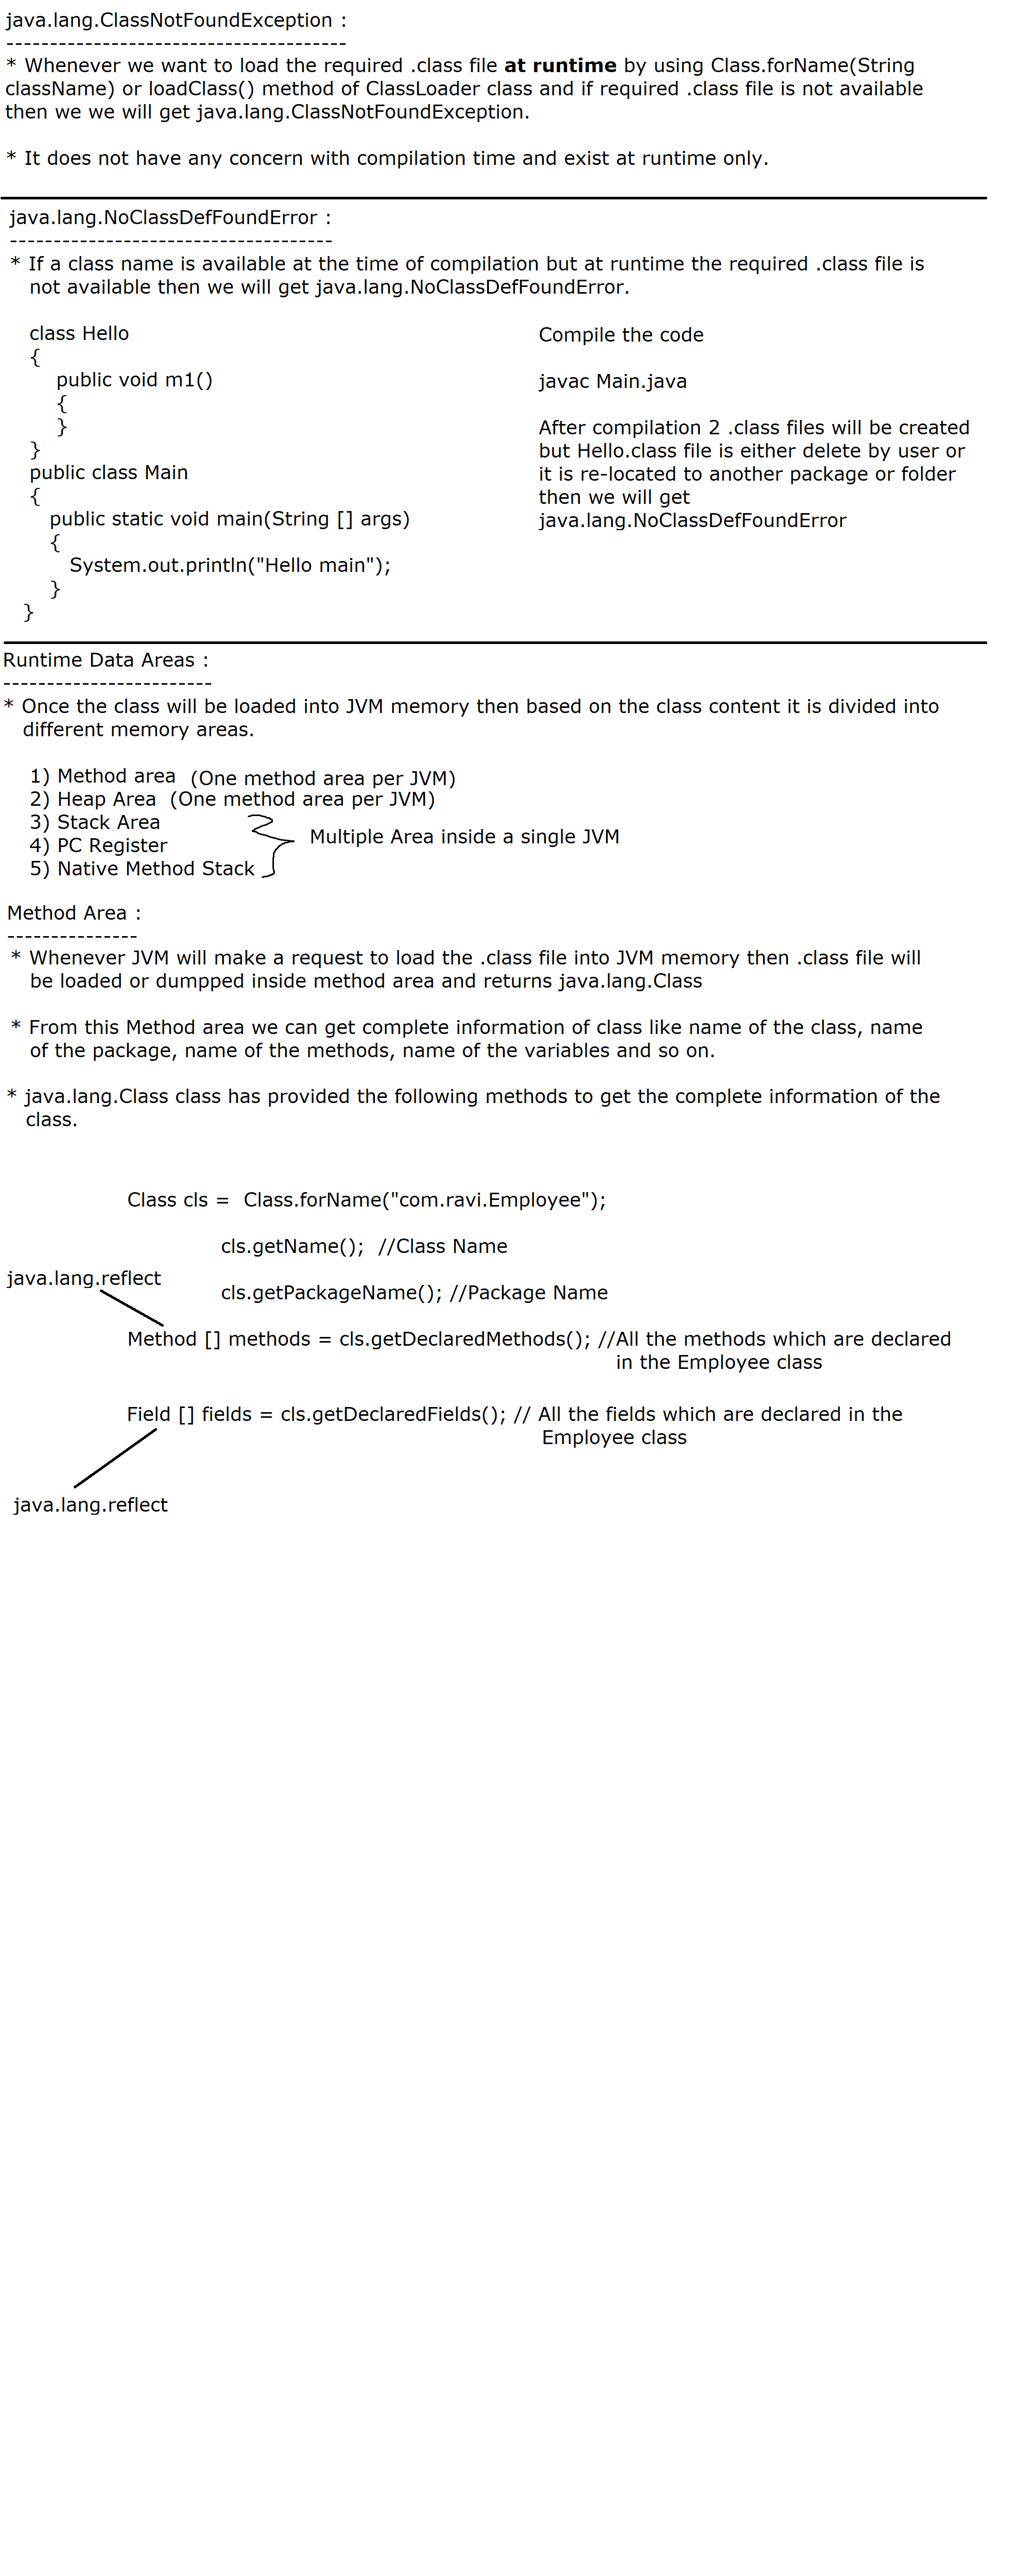 java.lang.ClassNotFoundException :
---------------------------------------
* Whenever we want to load the required .class file at runtime by using Class.forName(String
className) or loadClass() method of ClassLoader class and if required .class file is not available
then we we will get java.lang.ClassNotFoundException.
* It does not have any concern with compilation time and exist at runtime only.
java.lang.NoClassDefFoundError :
-------------------------------------
* If a class name is available at the time of compilation but at runtime the required .class file is
not available then we will get java.lang.NoClassDefFoundError.
class Hello
{
public void m1()
{
}
}
public class Main
{
public static void main(String [] args)
{
System.out.println("Hello main");
}
}
Compile the code
javac Main.java
After compilation 2 .class files will be created
but Hello.class file is either delete by user or
it is re-located to another package or folder
then we will get
java.lang.NoClassDefFoundError
Runtime Data Areas :
------------------------
* Once the class will be loaded into JVM memory then based on the class content it is divided into
different memory areas.
1) Method area (One method area per JVM)
2) Heap Area (One method area per JVM)
3) Stack Area
4) PC Register
5) Native Method Stack
Multiple Area inside a single JVM
Method Area :
---------------
* Whenever JVM will make a request to load the .class file into JVM memory then .class file will
be loaded or dumpped inside method area and returns java.lang.Class
* From this Method area we can get complete information of class like name of the class, name
of the package, name of the methods, name of the variables and so on.
* java.lang.Class class has provided the following methods to get the complete information of the
class.
Class cls = Class.forName("com.ravi.Employee");
cls.getName(); //Class Name
java.lang.reflect
cls.getPackageName(); //Package Name
Method [] methods = cls.getDeclaredMethods(); //All the methods which are declared
in the Employee class
Field [] fields = cls.getDeclaredFields(); // All the fields which are declared in the
Employee class
java.lang.reflect